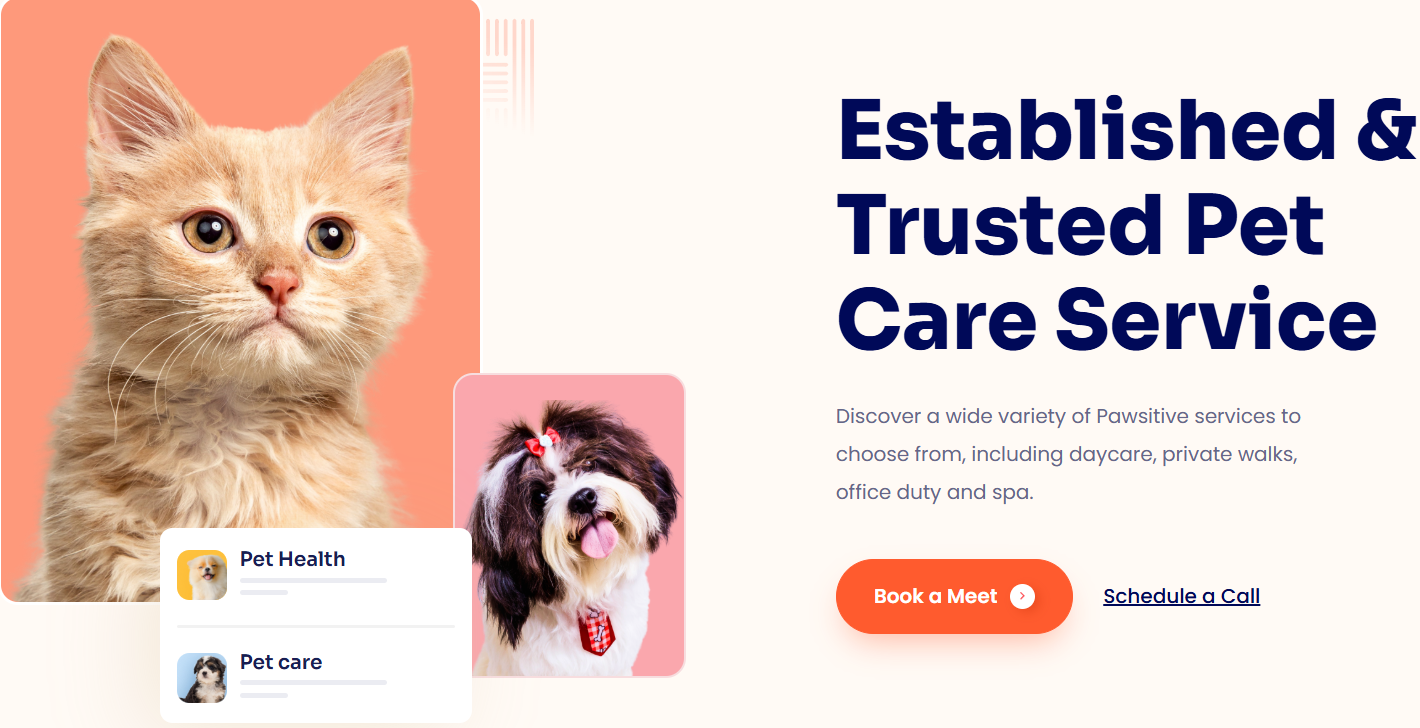 Established &
Trusted Pet
Care Service
Discover a wide variety of Pawsitive services to
choose from, including daycare, private walks,
office duty and spa.
Book a Meet
Schedule a Call
Pet Health
Pet care